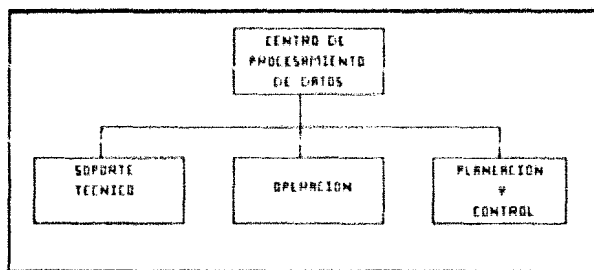 CENTRO DE
PROCESAMIENTO
DE DATOS
SOPORTE
TECNICO
OPERACION
PLANEACION
Y
CONTROL